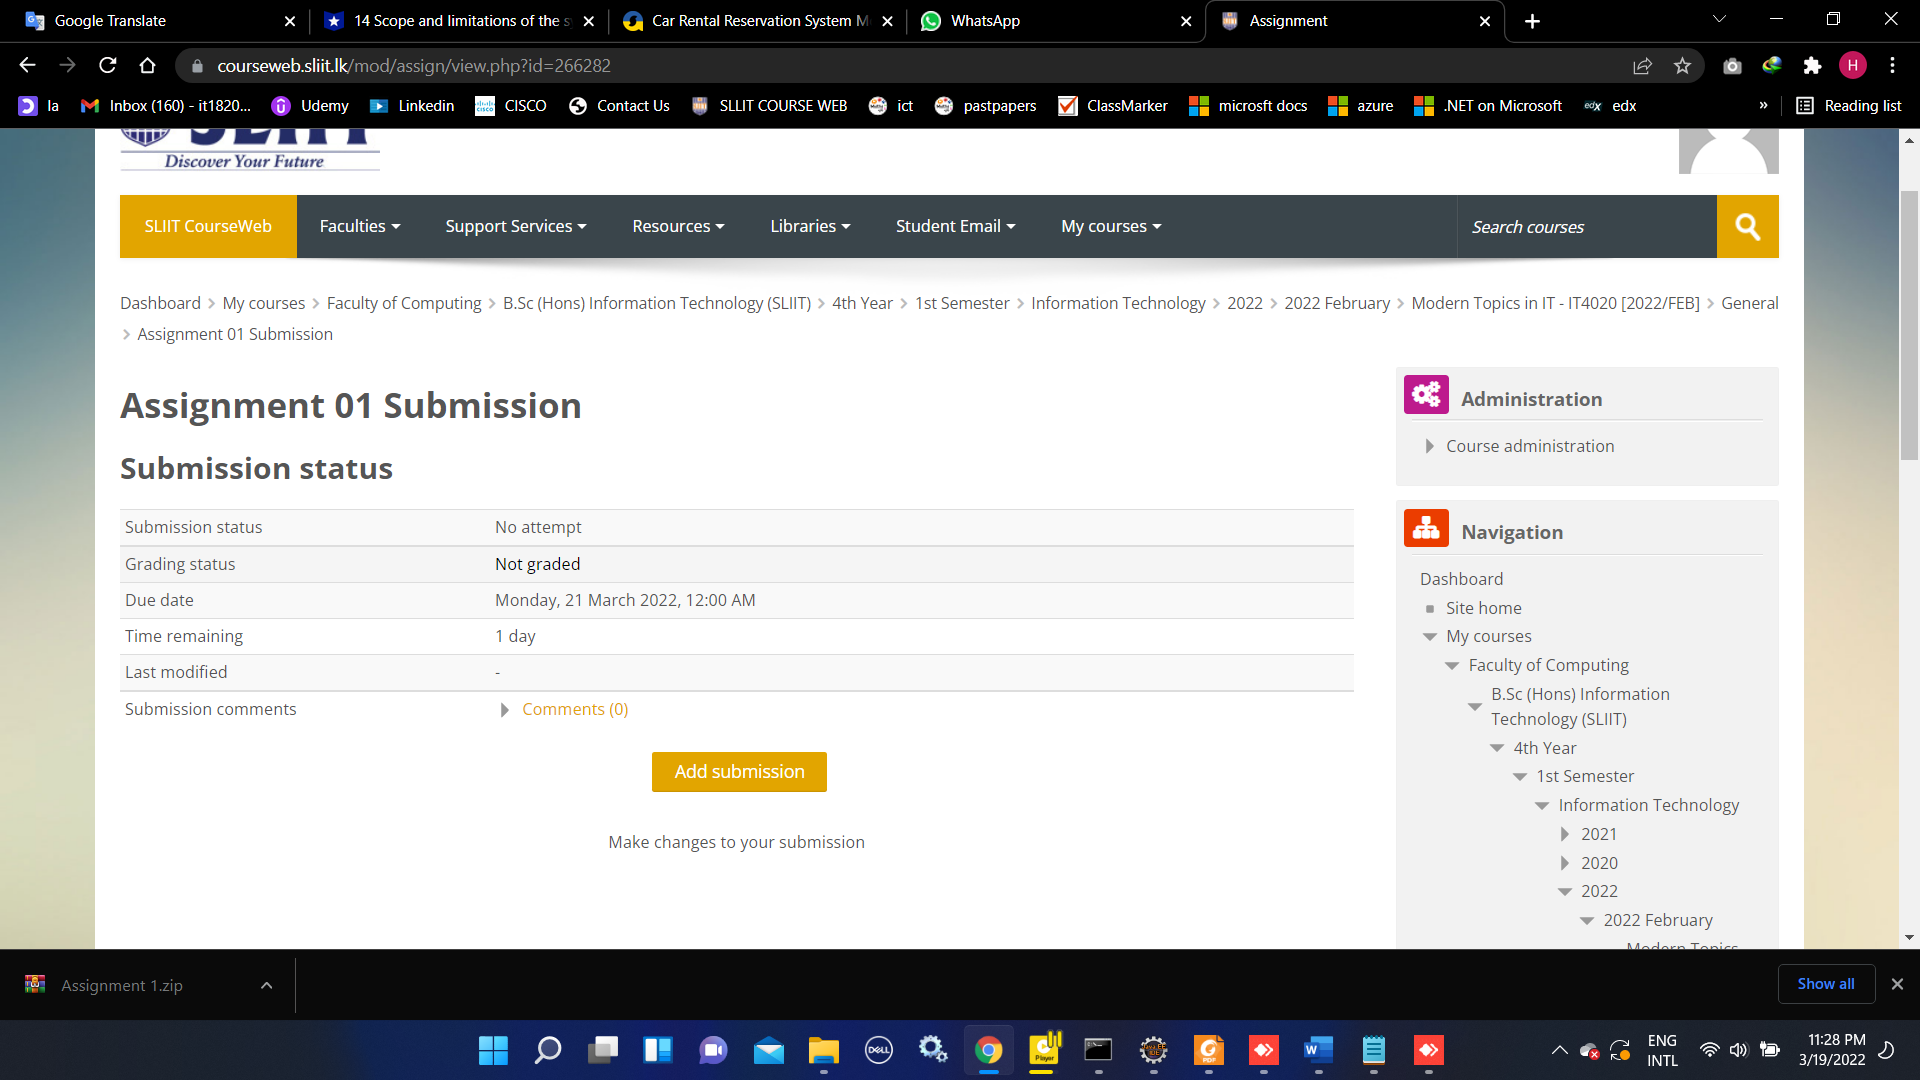 Google Translate
14 Scope and limitations of the s
Car Rental Reservation System M
WhatsApp
Assignment
courseweb.sliit.lk/mod/assign/view.php?id=266282
H
la
Inbox (160) - it1820...
Udemy
Linkedin
CISCO
Contact Us
SLLIT COURSE WEB
ict
pastpapers
ClassMarker
microsft docs
azure
.NET on Microsoft
edx
»
Reading list
SLIIT
Discover Your Future
SLIIT CourseWeb
Faculties
Support Services
Resources
Libraries
Student Email
My courses
Search courses
Dashboard > My courses > Faculty of Computing > B.Sc (Hons) Information Technology (SLIIT) > 4th Year > 1st Semester > Information Technology > 2022 > 2022 February > Modern Topics in IT - IT4020 [2022/FEB] > General
> Assignment 01 Submission
Assignment 01 Submission
Submission status
Submission status No attempt
Grading status Not graded
Due date Monday, 21 March 2022, 12:00 AM
Time remaining 1 day
Last modified -
Submission comments Comments (0)
Add submission
Make changes to your submission
Administration
Course administration
Navigation
Dashboard
Site home
My courses
Faculty of Computing
B.Sc (Hons) Information
Technology (SLIIT)
4th Year
1st Semester
Information Technology
2021
2020
2022
2022 February
Modern Topics
Assignment 1.zip
Show all
DELL
Player
ENG
INTL
11:28 PM
3/19/2022